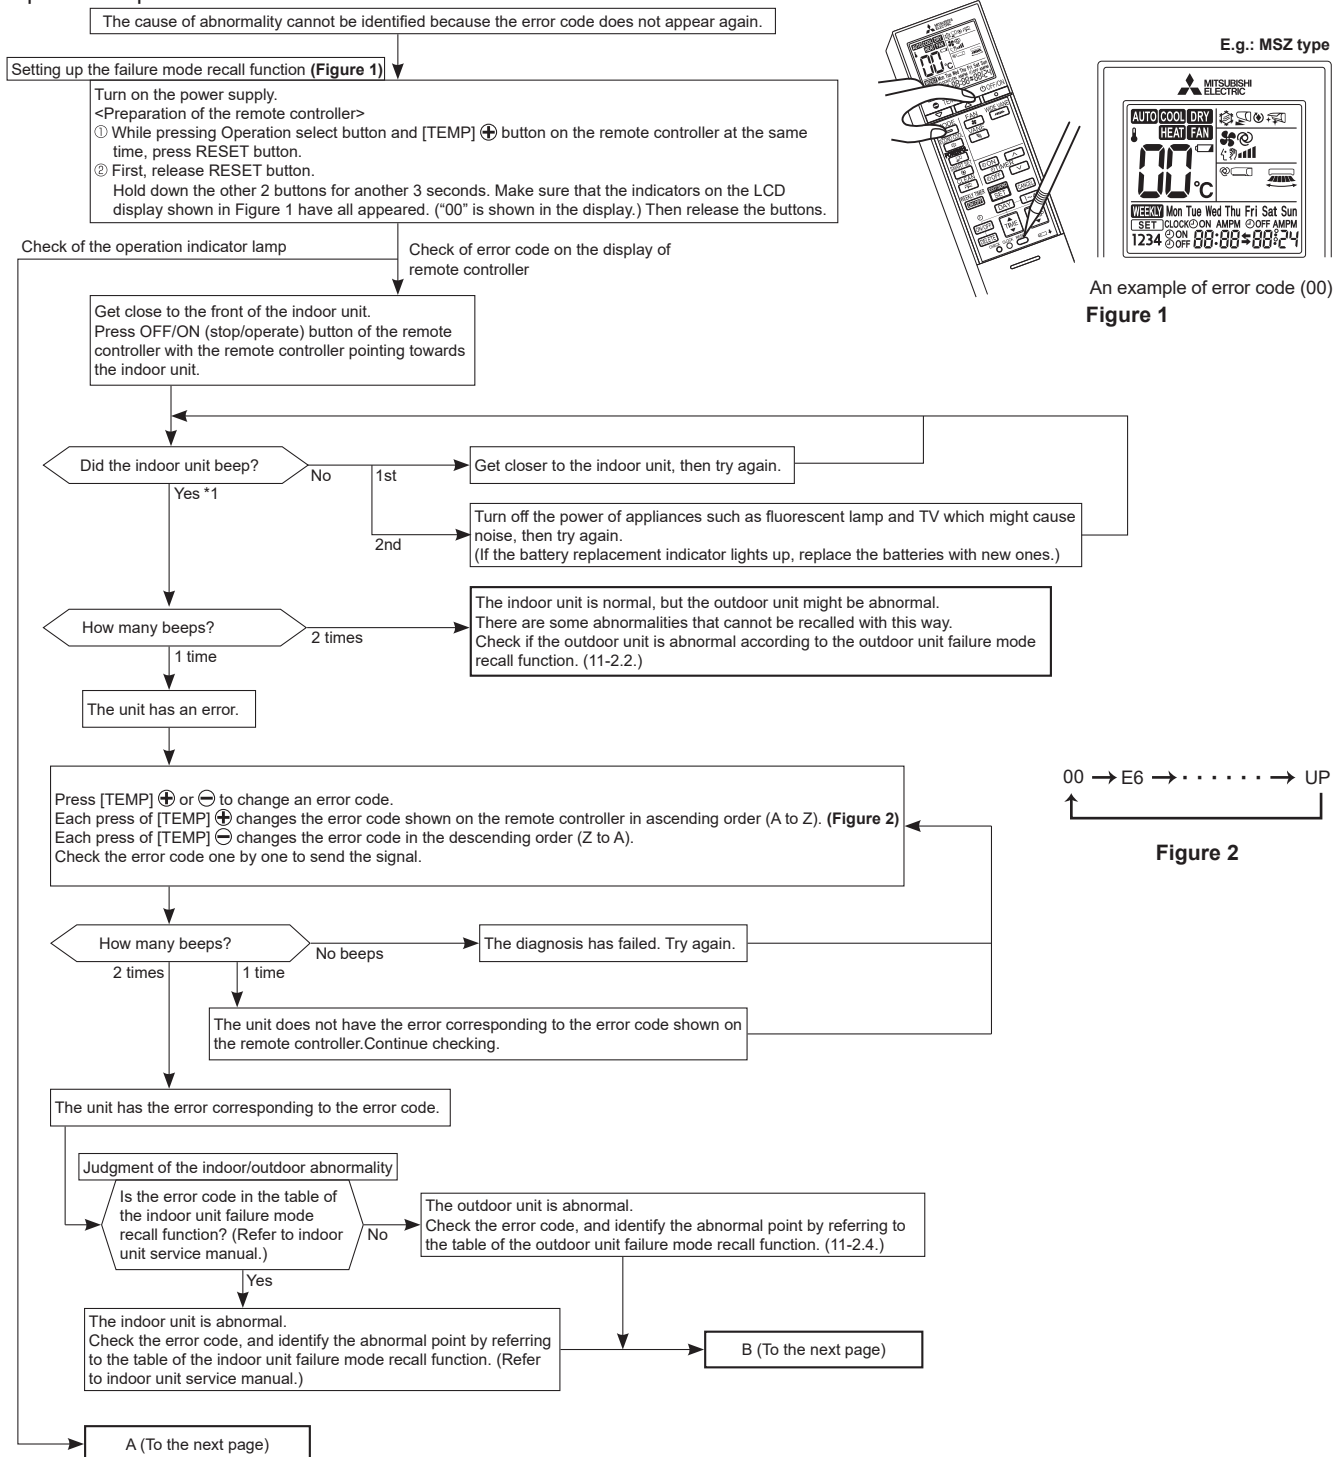 The cause of abnormality cannot be identified because the error code does not appear again.
Setting up the failure mode recall function (Figure 1)
Turn on the power supply.
<Preparation of the remote controller>
① While pressing Operation select button and [TEMP] ⊕ button on the remote controller at the same
time, press RESET button.
② First, release RESET button.
Hold down the other 2 buttons for another 3 seconds. Make sure that the indicators on the LCD
display shown in Figure 1 have all appeared. (“00” is shown in the display.) Then release the buttons.
E.g.: MSZ type
MITSUBISHI
ELECTRIC
AUTO COOL DRY
HEAT FAN
00 °C
WEEKLY Mon Tue Wed Thu Fri Sat Sun
SET CLOCK ON AMPM OFF AMPM
1234 ON OFF 88:88 88:24
An example of error code (00)
Figure 1
Check of the operation indicator lamp
Check of error code on the display of
remote controller
Get close to the front of the indoor unit.
Press OFF/ON (stop/operate) button of the remote
controller with the remote controller pointing towards
the indoor unit.
Did the indoor unit beep?
No
1st
Get closer to the indoor unit, then try again.
Yes *1
2nd
Turn off the power of appliances such as fluorescent lamp and TV which might cause
noise, then try again.
(If the battery replacement indicator lights up, replace the batteries with new ones.)
How many beeps?
2 times
The indoor unit is normal, but the outdoor unit might be abnormal.
There are some abnormalities that cannot be recalled with this way.
Check if the outdoor unit is abnormal according to the outdoor unit failure mode
recall function. (11-2.2.)
1 time
The unit has an error.
Press [TEMP] ⊕ or ⊖ to change an error code.
Each press of [TEMP] ⊕ changes the error code shown on the remote controller in ascending order (A to Z). (Figure 2)
Each press of [TEMP] ⊖ changes the error code in the descending order (Z to A).
Check the error code one by one to send the signal.
00 → E6 → · · · · · · → UP
Figure 2
How many beeps?
No beeps
The diagnosis has failed. Try again.
2 times
1 time
The unit does not have the error corresponding to the error code shown on
the remote controller.Continue checking.
The unit has the error corresponding to the error code.
Judgment of the indoor/outdoor abnormality
Is the error code in the table of
the indoor unit failure mode
recall function? (Refer to indoor
unit service manual.)
No
The outdoor unit is abnormal.
Check the error code, and identify the abnormal point by referring to
the table of the outdoor unit failure mode recall function. (11-2.4.)
Yes
The indoor unit is abnormal.
Check the error code, and identify the abnormal point by referring
to the table of the indoor unit failure mode recall function. (Refer
to indoor unit service manual.)
B (To the next page)
A (To the next page)